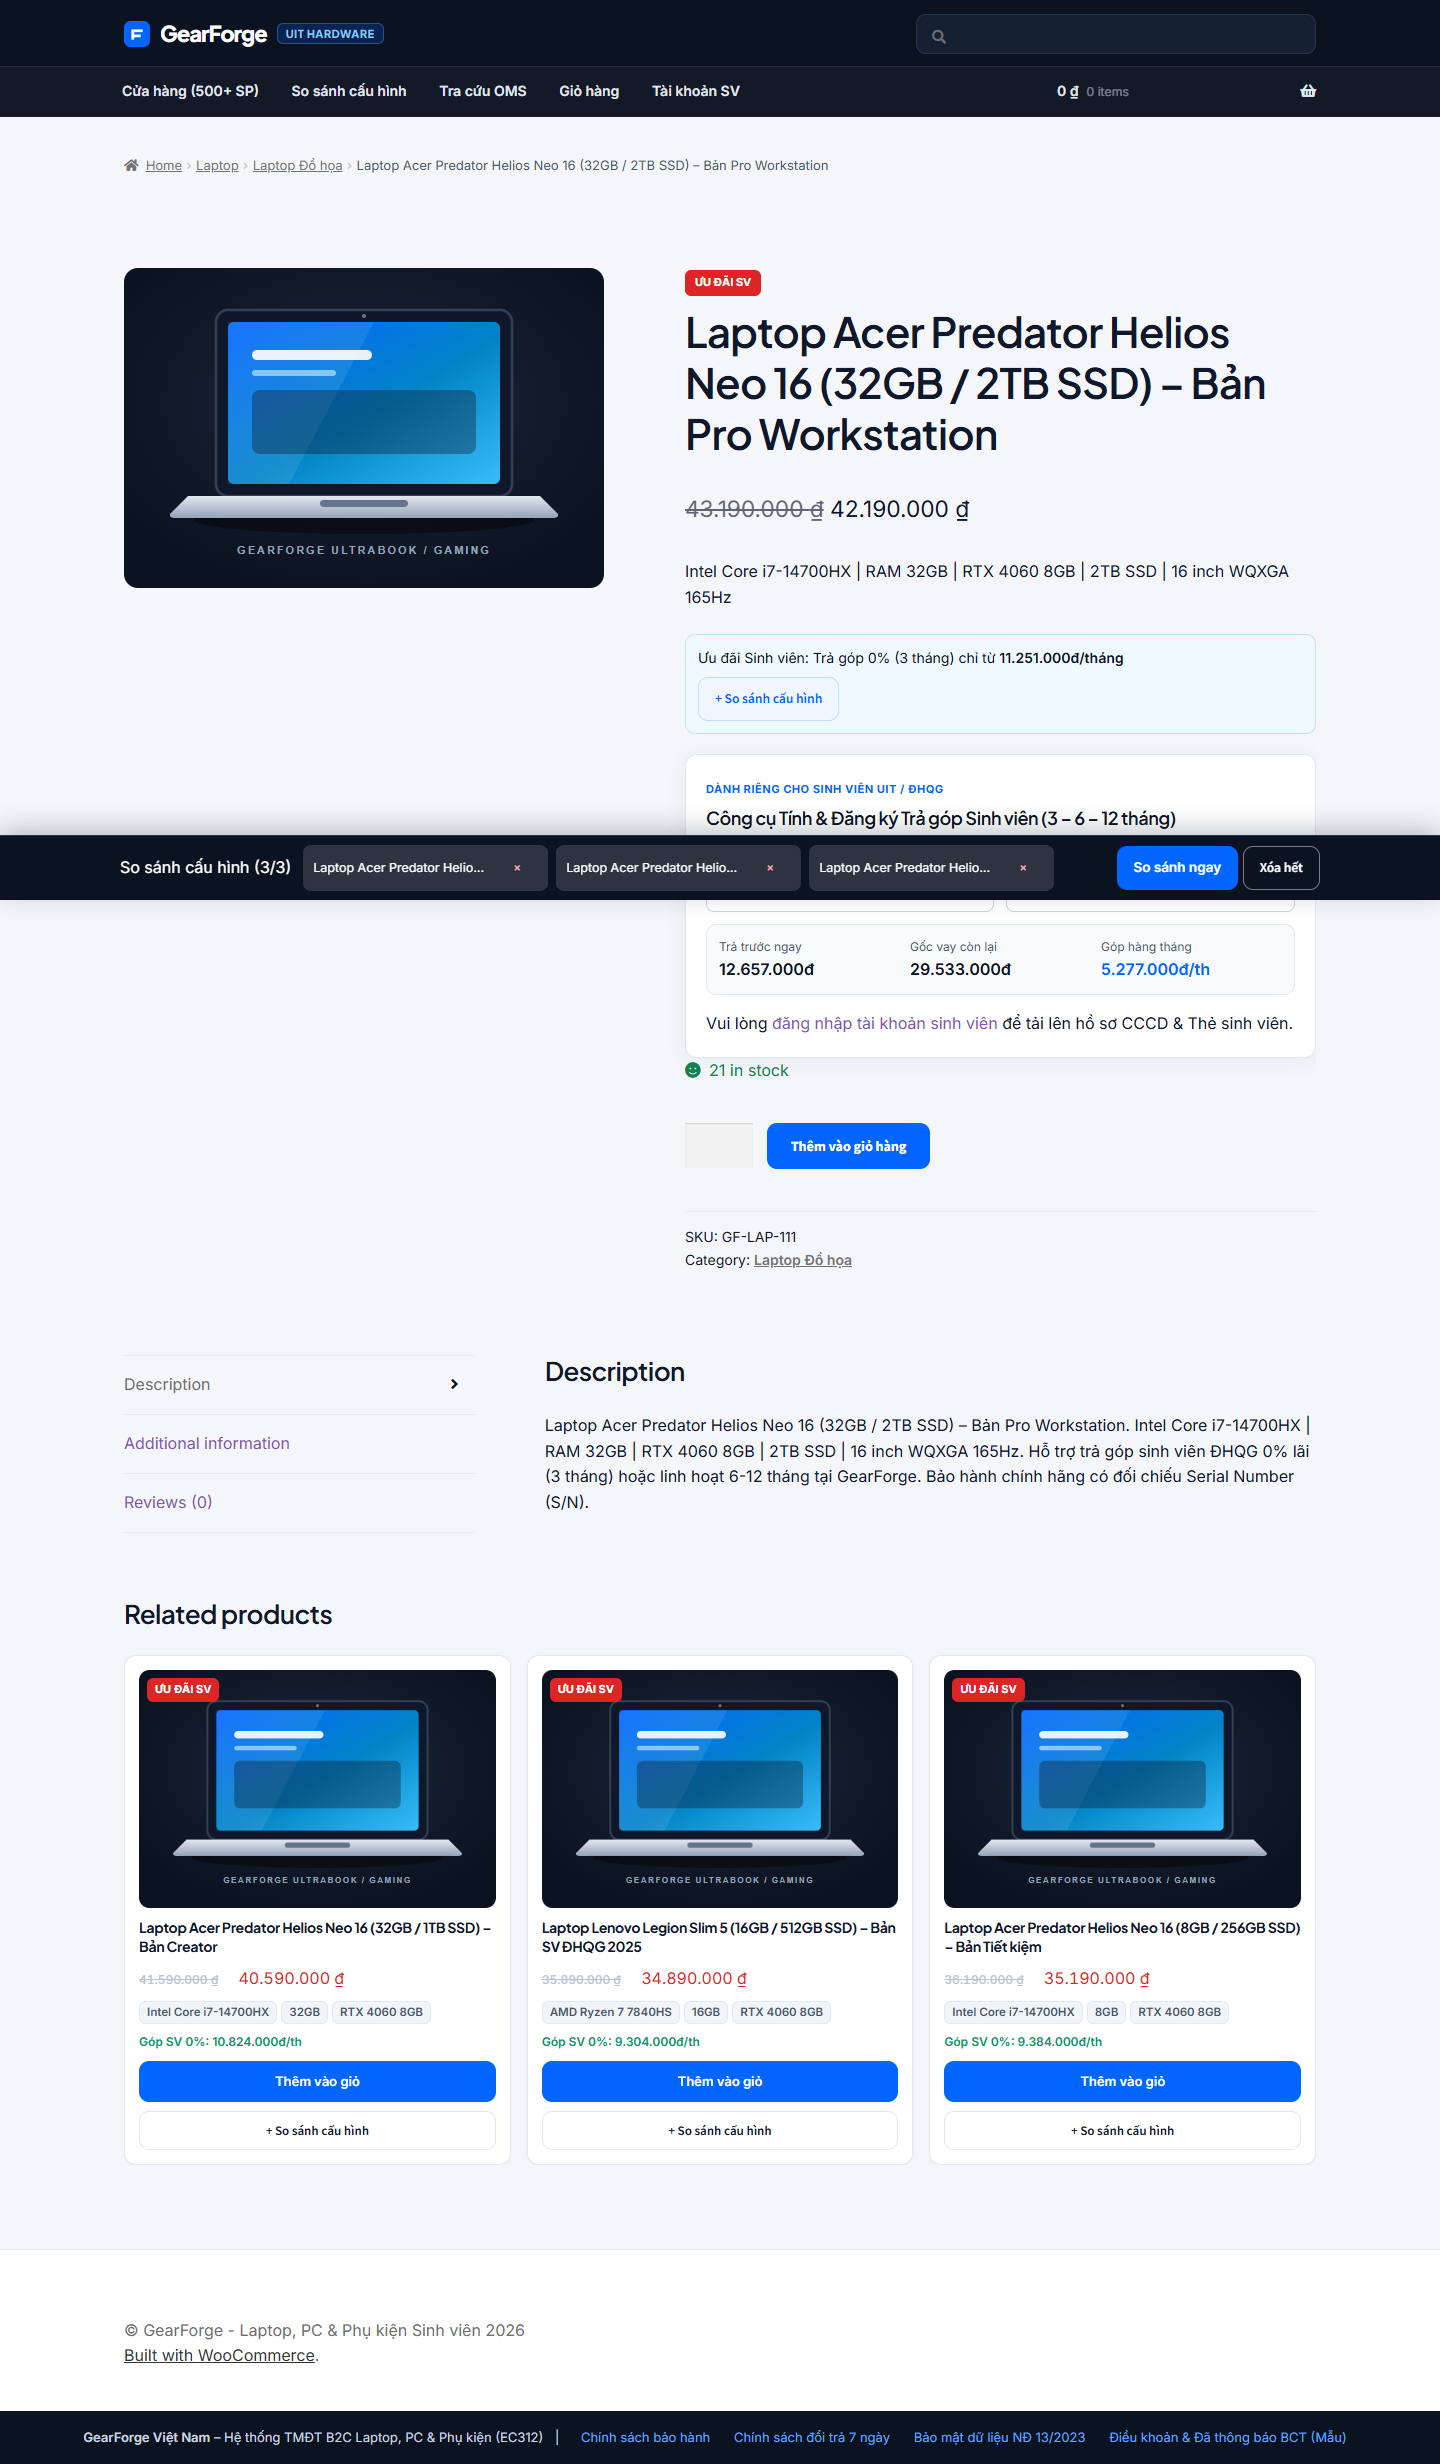 GearForge UIT HARDWARE
Cửa hàng (500+ SP) So sánh cấu hình Tra cứu OMS Giỏ hàng Tài khoản SV 0 ₫ 0 items
Home › Laptop › Laptop Đồ họa › Laptop Acer Predator Helios Neo 16 (32GB / 2TB SSD) – Bản Pro Workstation
GEARFORGE ULTRABOOK / GAMING
ƯU ĐÃI SV
Laptop Acer Predator Helios
Neo 16 (32GB / 2TB SSD) – Bản
Pro Workstation
43.190.000 ₫ 42.190.000 ₫
Intel Core i7-14700HX | RAM 32GB | RTX 4060 8GB | 2TB SSD | 16 inch WQXGA
165Hz
Ưu đãi Sinh viên: Trả góp 0% (3 tháng) chỉ từ 11.251.000đ/tháng
+ So sánh cấu hình
DÀNH RIÊNG CHO SINH VIÊN UIT / ĐHQG
Công cụ Tính & Đăng ký Trả góp Sinh viên (3 – 6 – 12 tháng)
So sánh cấu hình (3/3) Laptop Acer Predator Helio... × Laptop Acer Predator Helio... × Laptop Acer Predator Helio... × So sánh ngay Xóa hết
Trả trước ngay Gốc vay còn lại Góp hàng tháng
12.657.000đ 29.533.000đ 5.277.000đ/th
Vui lòng đăng nhập tài khoản sinh viên để tải lên hồ sơ CCCD & Thẻ sinh viên.
21 in stock
Thêm vào giỏ hàng
SKU: GF-LAP-111
Category: Laptop Đồ họa
Description
Additional information
Reviews (0)
Description
Laptop Acer Predator Helios Neo 16 (32GB / 2TB SSD) – Bản Pro Workstation. Intel Core i7-14700HX |
RAM 32GB | RTX 4060 8GB | 2TB SSD | 16 inch WQXGA 165Hz. Hỗ trợ trả góp sinh viên ĐHQG 0% lãi
(3 tháng) hoặc linh hoạt 6-12 tháng tại GearForge. Bảo hành chính hãng có đối chiếu Serial Number
(S/N).
Related products
ƯU ĐÃI SV
GEARFORGE ULTRABOOK / GAMING
Laptop Acer Predator Helios Neo 16 (32GB / 1TB SSD) –
Bản Creator
41.590.000 ₫ 40.590.000 ₫
Intel Core i7-14700HX 32GB RTX 4060 8GB
Góp SV 0%: 10.824.000đ/th
Thêm vào giỏ
+ So sánh cấu hình
ƯU ĐÃI SV
GEARFORGE ULTRABOOK / GAMING
Laptop Lenovo Legion Slim 5 (16GB / 512GB SSD) – Bản
SV ĐHQG 2025
35.890.000 ₫ 34.890.000 ₫
AMD Ryzen 7 7840HS 16GB RTX 4060 8GB
Góp SV 0%: 9.304.000đ/th
Thêm vào giỏ
+ So sánh cấu hình
ƯU ĐÃI SV
GEARFORGE ULTRABOOK / GAMING
Laptop Acer Predator Helios Neo 16 (8GB / 256GB SSD)
– Bản Tiết kiệm
36.190.000 ₫ 35.190.000 ₫
Intel Core i7-14700HX 8GB RTX 4060 8GB
Góp SV 0%: 9.384.000đ/th
Thêm vào giỏ
+ So sánh cấu hình
© GearForge - Laptop, PC & Phụ kiện Sinh viên 2026
Built with WooCommerce.
GearForge Việt Nam – Hệ thống TMĐT B2C Laptop, PC & Phụ kiện (EC312) | Chính sách bảo hành Chính sách đổi trả 7 ngày Bảo mật dữ liệu NĐ 13/2023 Điều khoản & Đã thông báo BCT (Mẫu)